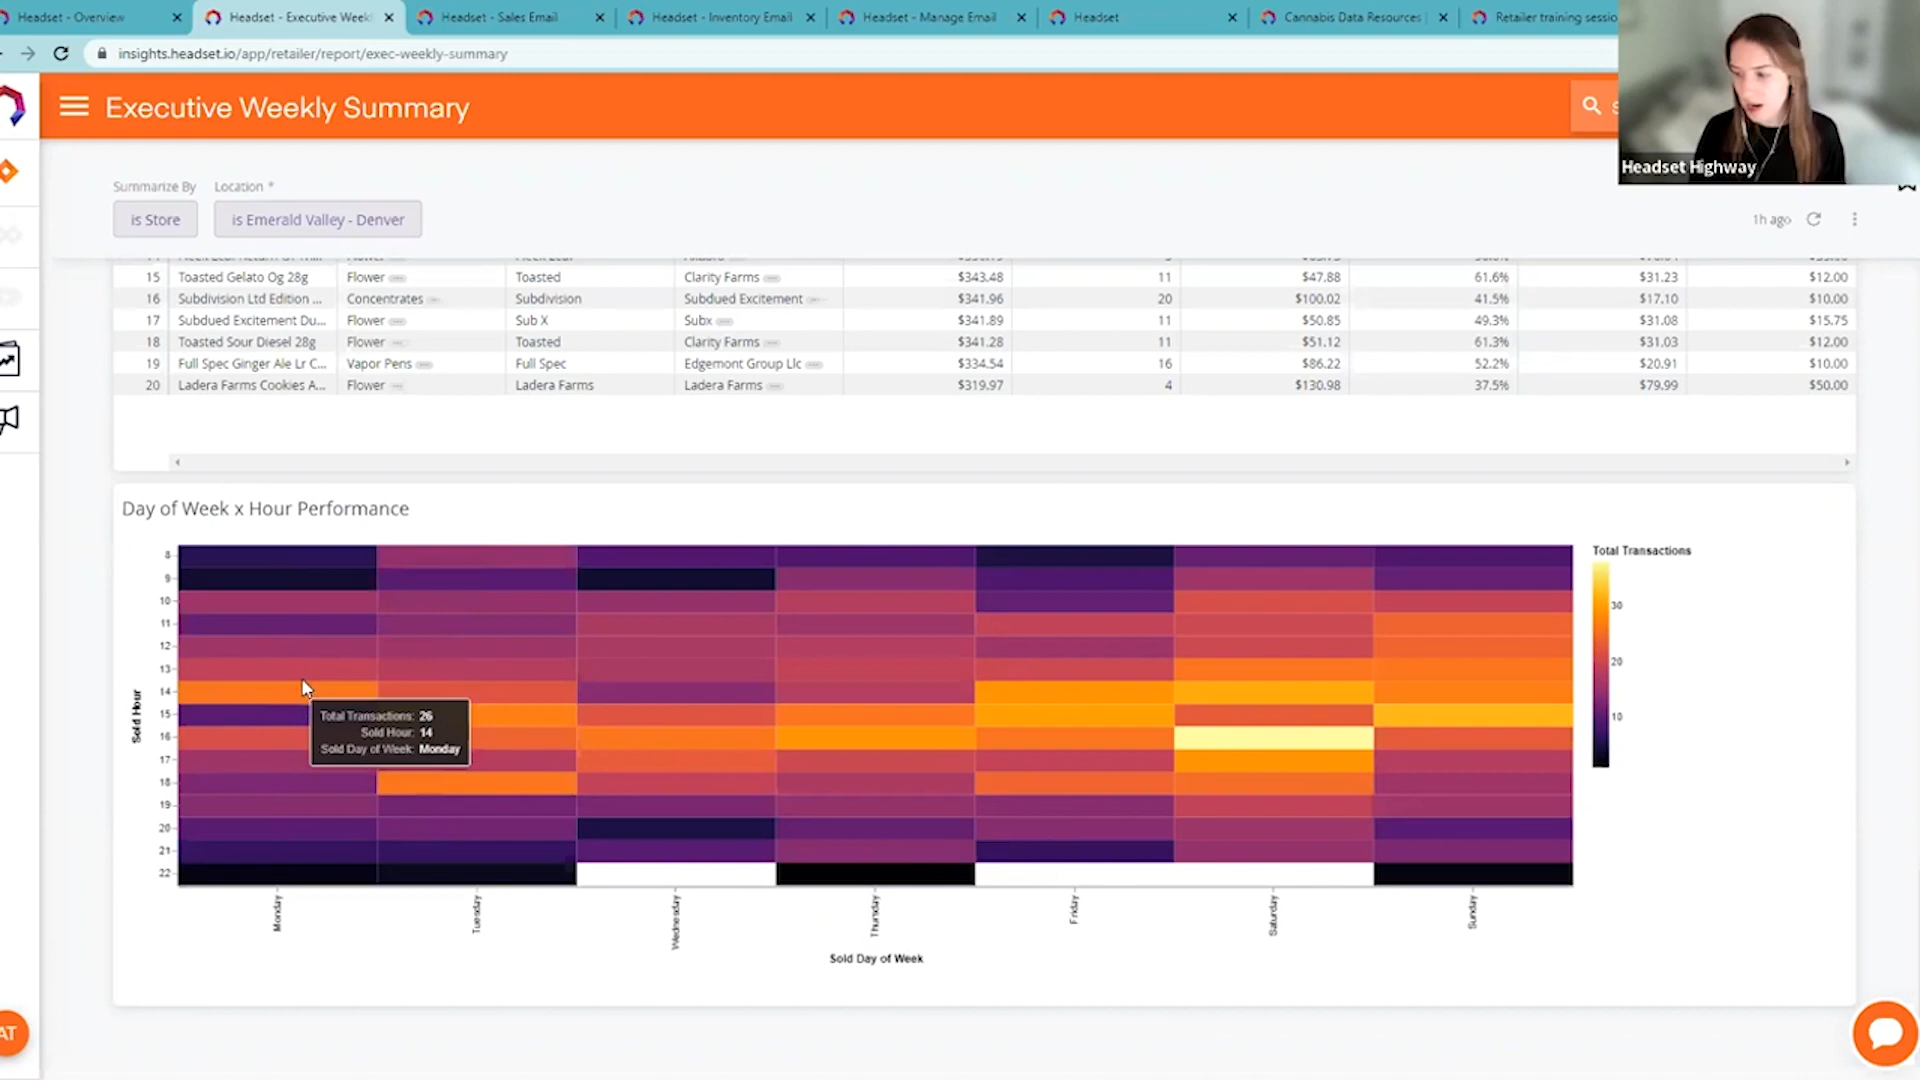 Headset - Overview
Headset - Executive Week
Headset - Sales Email
Headset - Inventory Email
Headset - Manage Email
Headset
Cannabis Data Resources
Retailer training sessio
insights.headset.io/app/retailer/report/exec-weekly-summary
Executive Weekly Summary
Headset Highway
Summarize By
Location *
is Store
is Emerald Valley - Denver
1h ago
15 Toasted Gelato Og 28g Flower Toasted Clarity Farms $343.48 11 $47.88 61.6% $31.23 $12.00
16 Subdivision Ltd Edition ... Concentrates Subdivision Subdued Excitement $341.96 20 $100.02 41.5% $17.10 $10.00
17 Subdued Excitement Du... Flower Sub X Subx $341.89 11 $50.85 49.3% $31.08 $15.75
18 Toasted Sour Diesel 28g Flower Toasted Clarity Farms $341.28 11 $51.12 61.3% $31.03 $12.00
19 Full Spec Ginger Ale Lr C... Vapor Pens Full Spec Edgemont Group Llc $334.54 16 $86.22 52.2% $20.91 $10.00
20 Ladera Farms Cookies A... Flower Ladera Farms Ladera Farms $319.97 4 $130.98 37.5% $79.99 $50.00
Day of Week x Hour Performance
Total Transactions
30
20
10
Sold Hour
8
9
10
11
12
13
14
15
16
17
18
19
20
21
22
Total Transactions: 26
Sold Hour: 14
Sold Day of Week: Monday
Monday
Tuesday
Wednesday
Thursday
Friday
Saturday
Sunday
Sold Day of Week
AT